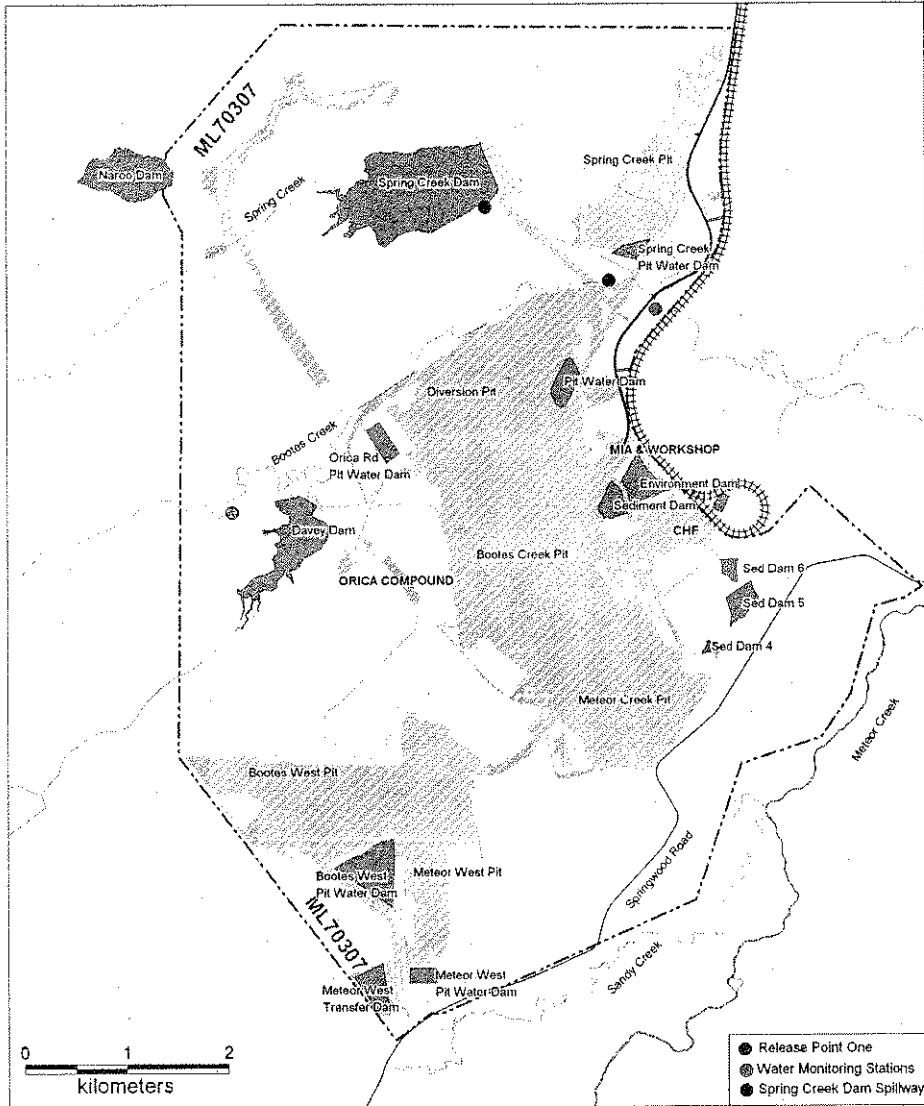 ML70307
Naroo Dam
Spring Creek
Spring Creek Dam
Spring Creek Pit
Spring Creek
Pit Water Dam
Diversion Pit
Pit Water Dam
Bootes Creek
Orica Rd
Pit Water Dam
MIA & WORKSHOP
Environment Dam
Sediment Dam
CHF
Davey Dam
Bootes Creek Pit
ORICA COMPOUND
Sed Dam 6
Sed Dam 5
Sed Dam 4
Meteor Creek Pit
Meteor Creek
Bootes West Pit
Springwood Road
Bootes West
Pit Water Dam
Meteor West Pit
ML70307
Sandy Creek
Meteor West
Transfer Dam
Meteor West
Pit Water Dam
0 1 2
kilometers
Release Point One
Water Monitoring Stations
Spring Creek Dam Spillway